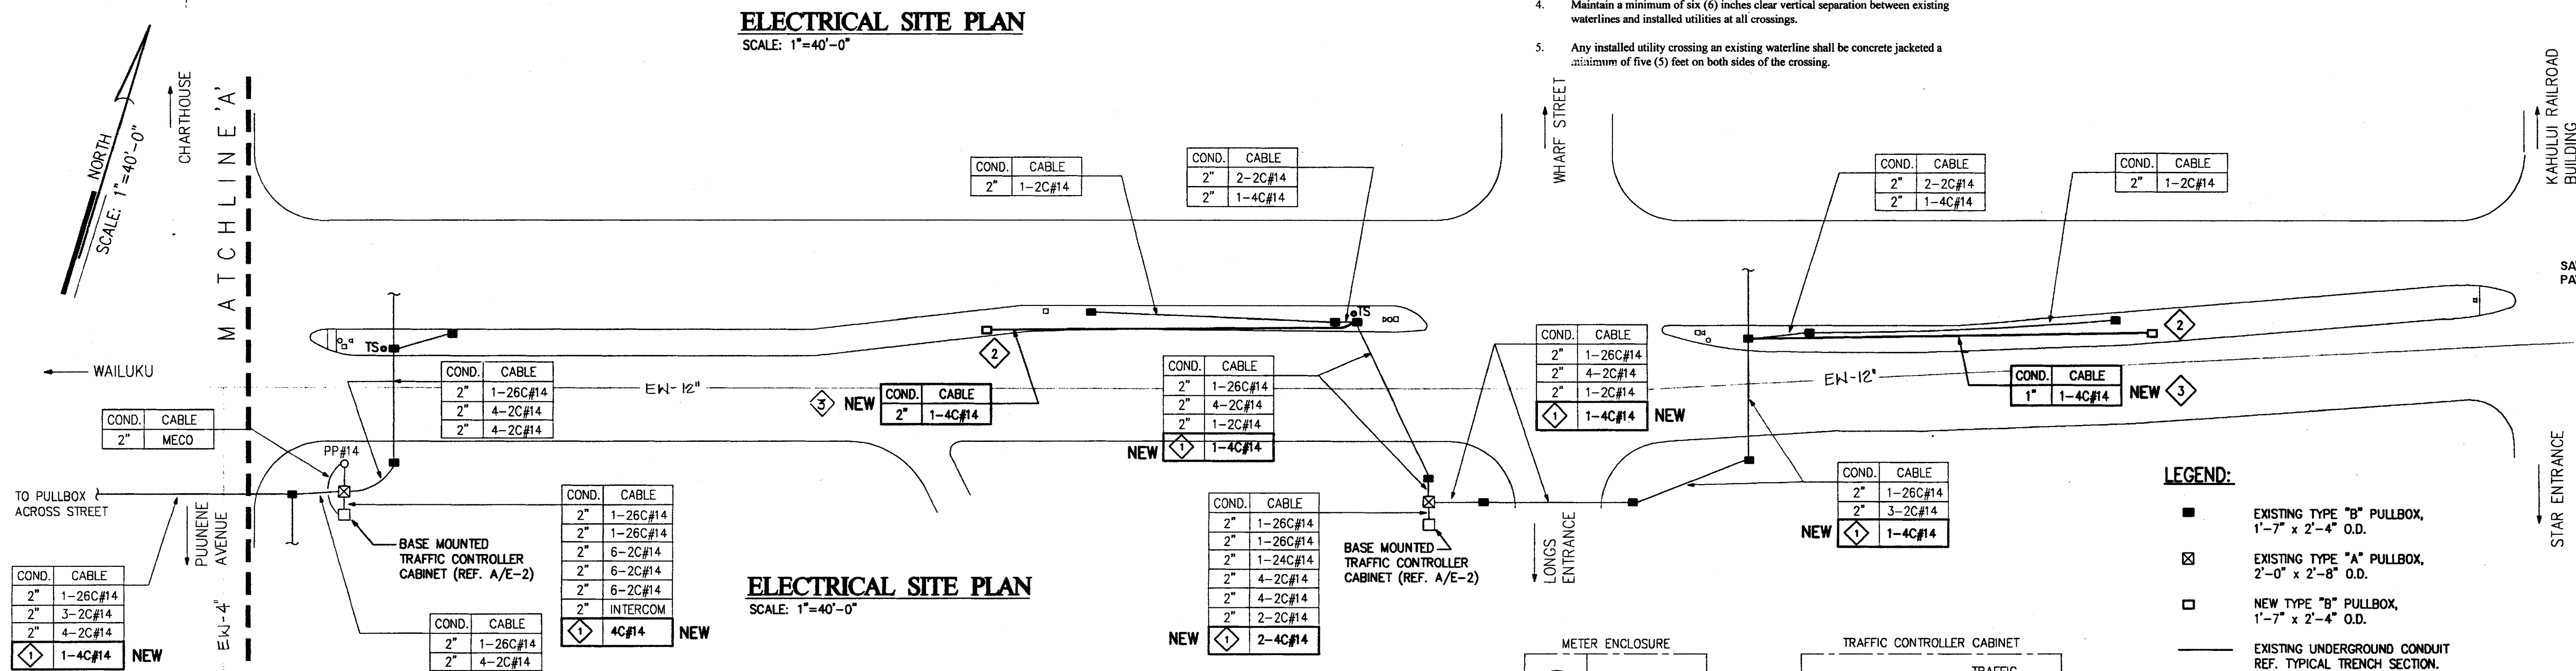 ELECTRICAL SITE PLAN
SCALE: 1"=40'-0"
4. Maintain a minimum of six (6) inches clear vertical separation between existing
waterlines and installed utilities at all crossings.
5. Any installed utility crossing an existing waterline shall be concrete jacketed a
minimum of five (5) feet on both sides of the crossing.
NORTH
SCALE: 1"=40'-0"
CHARTHOUSE
MATCHLINE 'A'
WHARF STREET
KAHULUI RAILROAD
BUILDING
COND. CABLE
2" 1-2C#14
COND. CABLE
2" 2-2C#14
2" 1-4C#14
COND. CABLE
2" 2-2C#14
2" 1-4C#14
COND. CABLE
2" 1-2C#14
TS
TS
2
2
WAILUKU
EW-12"
EW-12"
COND. CABLE
2" 1-26C#14
2" 4-2C#14
2" 4-2C#14
3 NEW
COND. CABLE
2" 1-4C#14
COND. CABLE
2" 1-26C#14
2" 4-2C#14
2" 1-2C#14
NEW 1 1-4C#14
COND. CABLE
2" 1-26C#14
2" 4-2C#14
2" 1-2C#14
1 1-4C#14 NEW
COND. CABLE
1" 1-4C#14 NEW 3
COND. CABLE
2" MECO
PP#14
TO PULLBOX
ACROSS STREET
PUUNENE
AVENUE
EW-4"
BASE MOUNTED
TRAFFIC CONTROLLER
CABINET (REF. A/E-2)
COND. CABLE
2" 1-26C#14
2" 3-2C#14
2" 4-2C#14
1 1-4C#14 NEW
COND. CABLE
2" 1-26C#14
2" 4-2C#14
COND. CABLE
2" 1-26C#14
2" 1-26C#14
2" 6-2C#14
2" 6-2C#14
2" 6-2C#14
2" INTERCOM
1 4C#14 NEW
ELECTRICAL SITE PLAN
SCALE: 1"=40'-0"
COND. CABLE
2" 1-26C#14
2" 1-26C#14
2" 1-24C#14
2" 4-2C#14
2" 4-2C#14
2" 2-2C#14
NEW 1 2-4C#14
BASE MOUNTED
TRAFFIC CONTROLLER
CABINET (REF. A/E-2)
LONGS
ENTRANCE
COND. CABLE
2" 1-26C#14
2" 3-2C#14
NEW 1 1-4C#14
STAR ENTRANCE
LEGEND:
EXISTING TYPE "B" PULLBOX,
1'-7" x 2'-4" O.D.
EXISTING TYPE "A" PULLBOX,
2'-0" x 2'-8" O.D.
NEW TYPE "B" PULLBOX,
1'-7" x 2'-4" O.D.
EXISTING UNDERGROUND CONDUIT
REF. TYPICAL TRENCH SECTION.
METER ENCLOSURE
TRAFFIC CONTROLLER CABINET
TRAFFIC